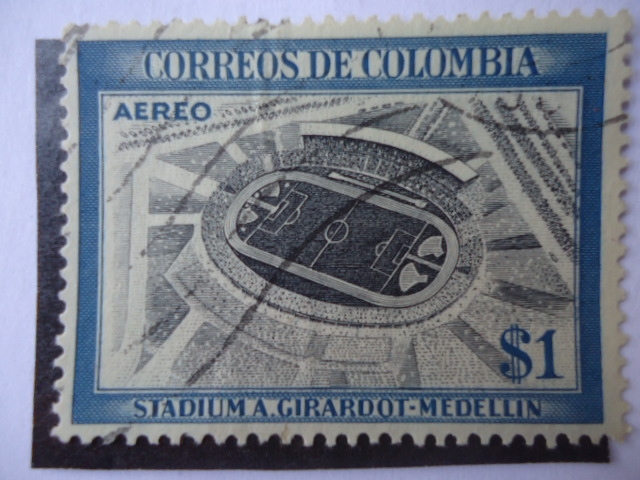 CORREOS DE COLOMBIA
AEREO
$1
STADIUM A. GIRARDOT-MEDELLIN